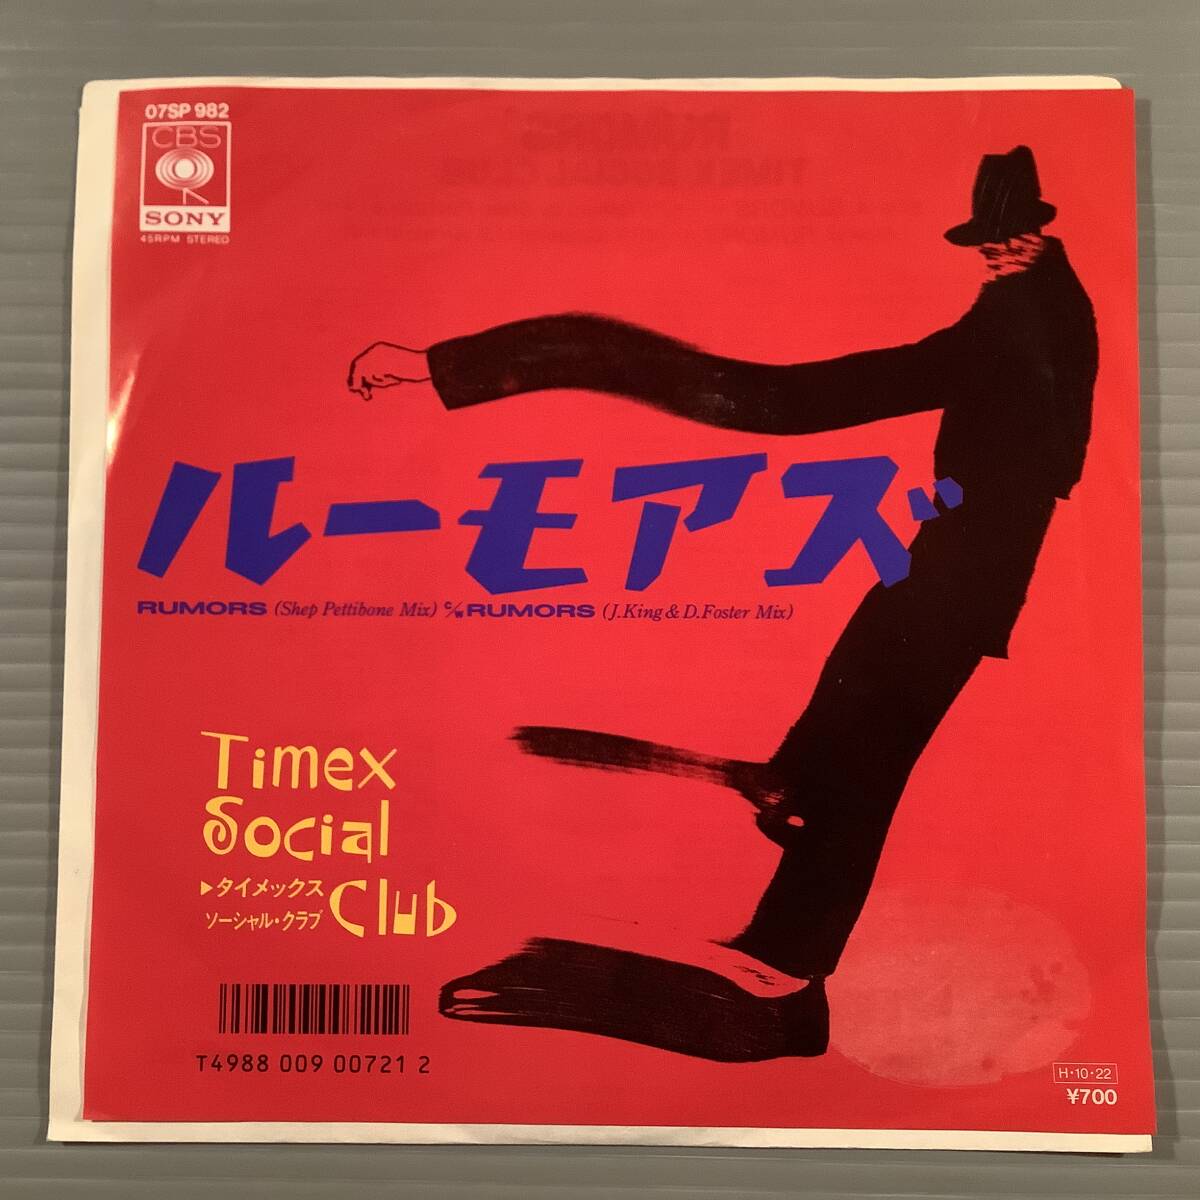 07SP 982
CBS
SONY
45RPM STEREO
ルーモアズ
RUMORS (Shep Pettibone Mix) c/w RUMORS (J.King & D.Foster Mix)
Timex
Social
▶タイメックス
ソーシャル・クラブ
Club
T4988 009 00721 2
H・10・22
¥700